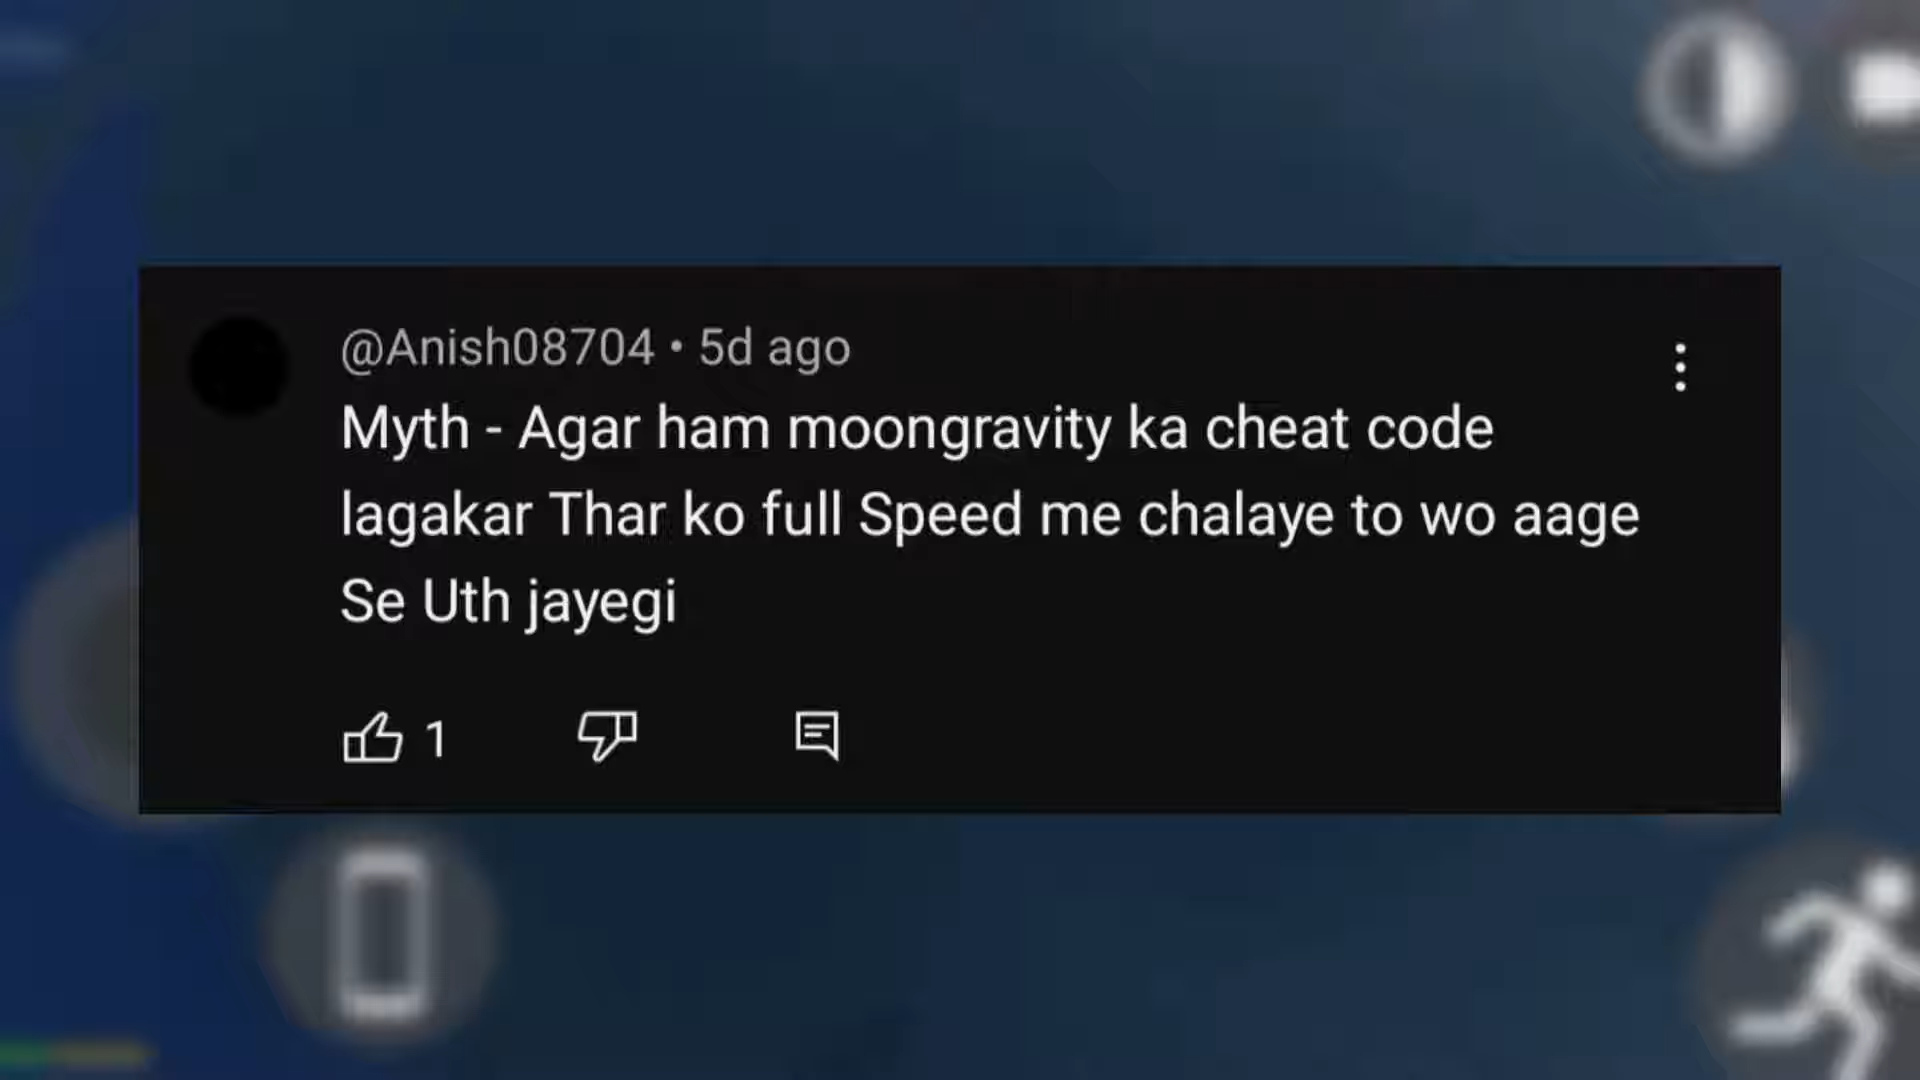 @Anish08704 • 5d ago
Myth - Agar ham moongravity ka cheat code
lagakar Thar ko full Speed me chalaye to wo aage
Se Uth jayegi
1